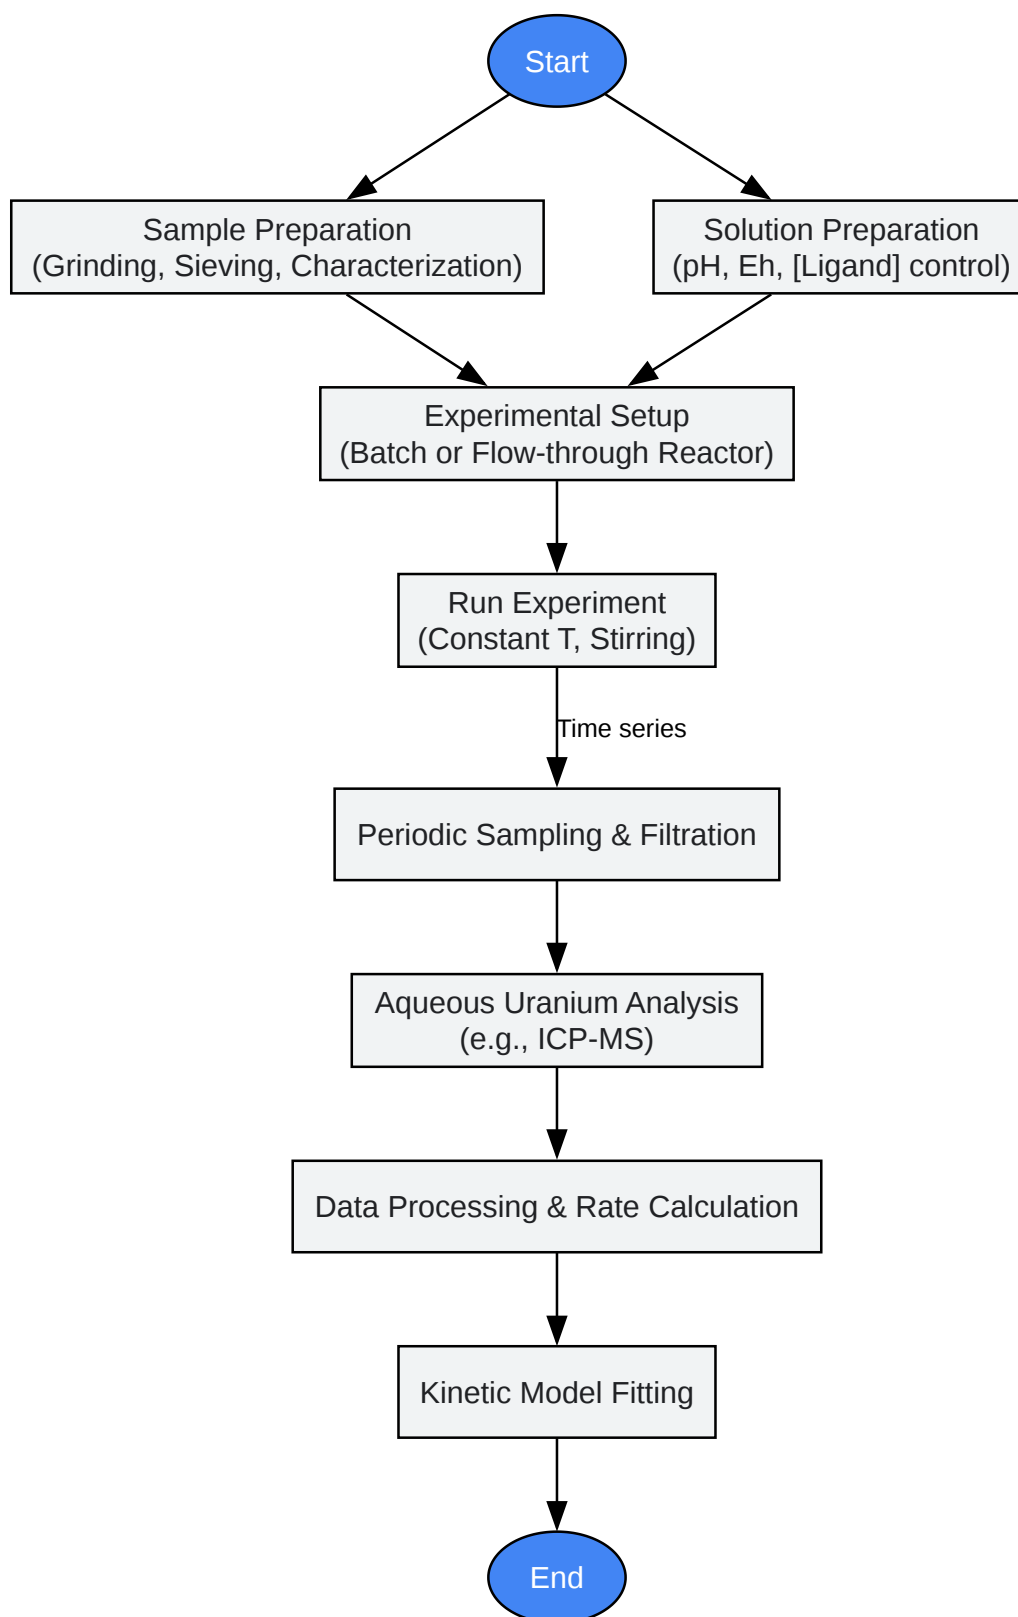 Start
Sample Preparation
(Grinding, Sieving, Characterization)
Solution Preparation
(pH, Eh, [Ligand] control)
Experimental Setup
(Batch or Flow-through Reactor)
Run Experiment
(Constant T, Stirring)
Time series
Periodic Sampling & Filtration
Aqueous Uranium Analysis
(e.g., ICP-MS)
Data Processing & Rate Calculation
Kinetic Model Fitting
End